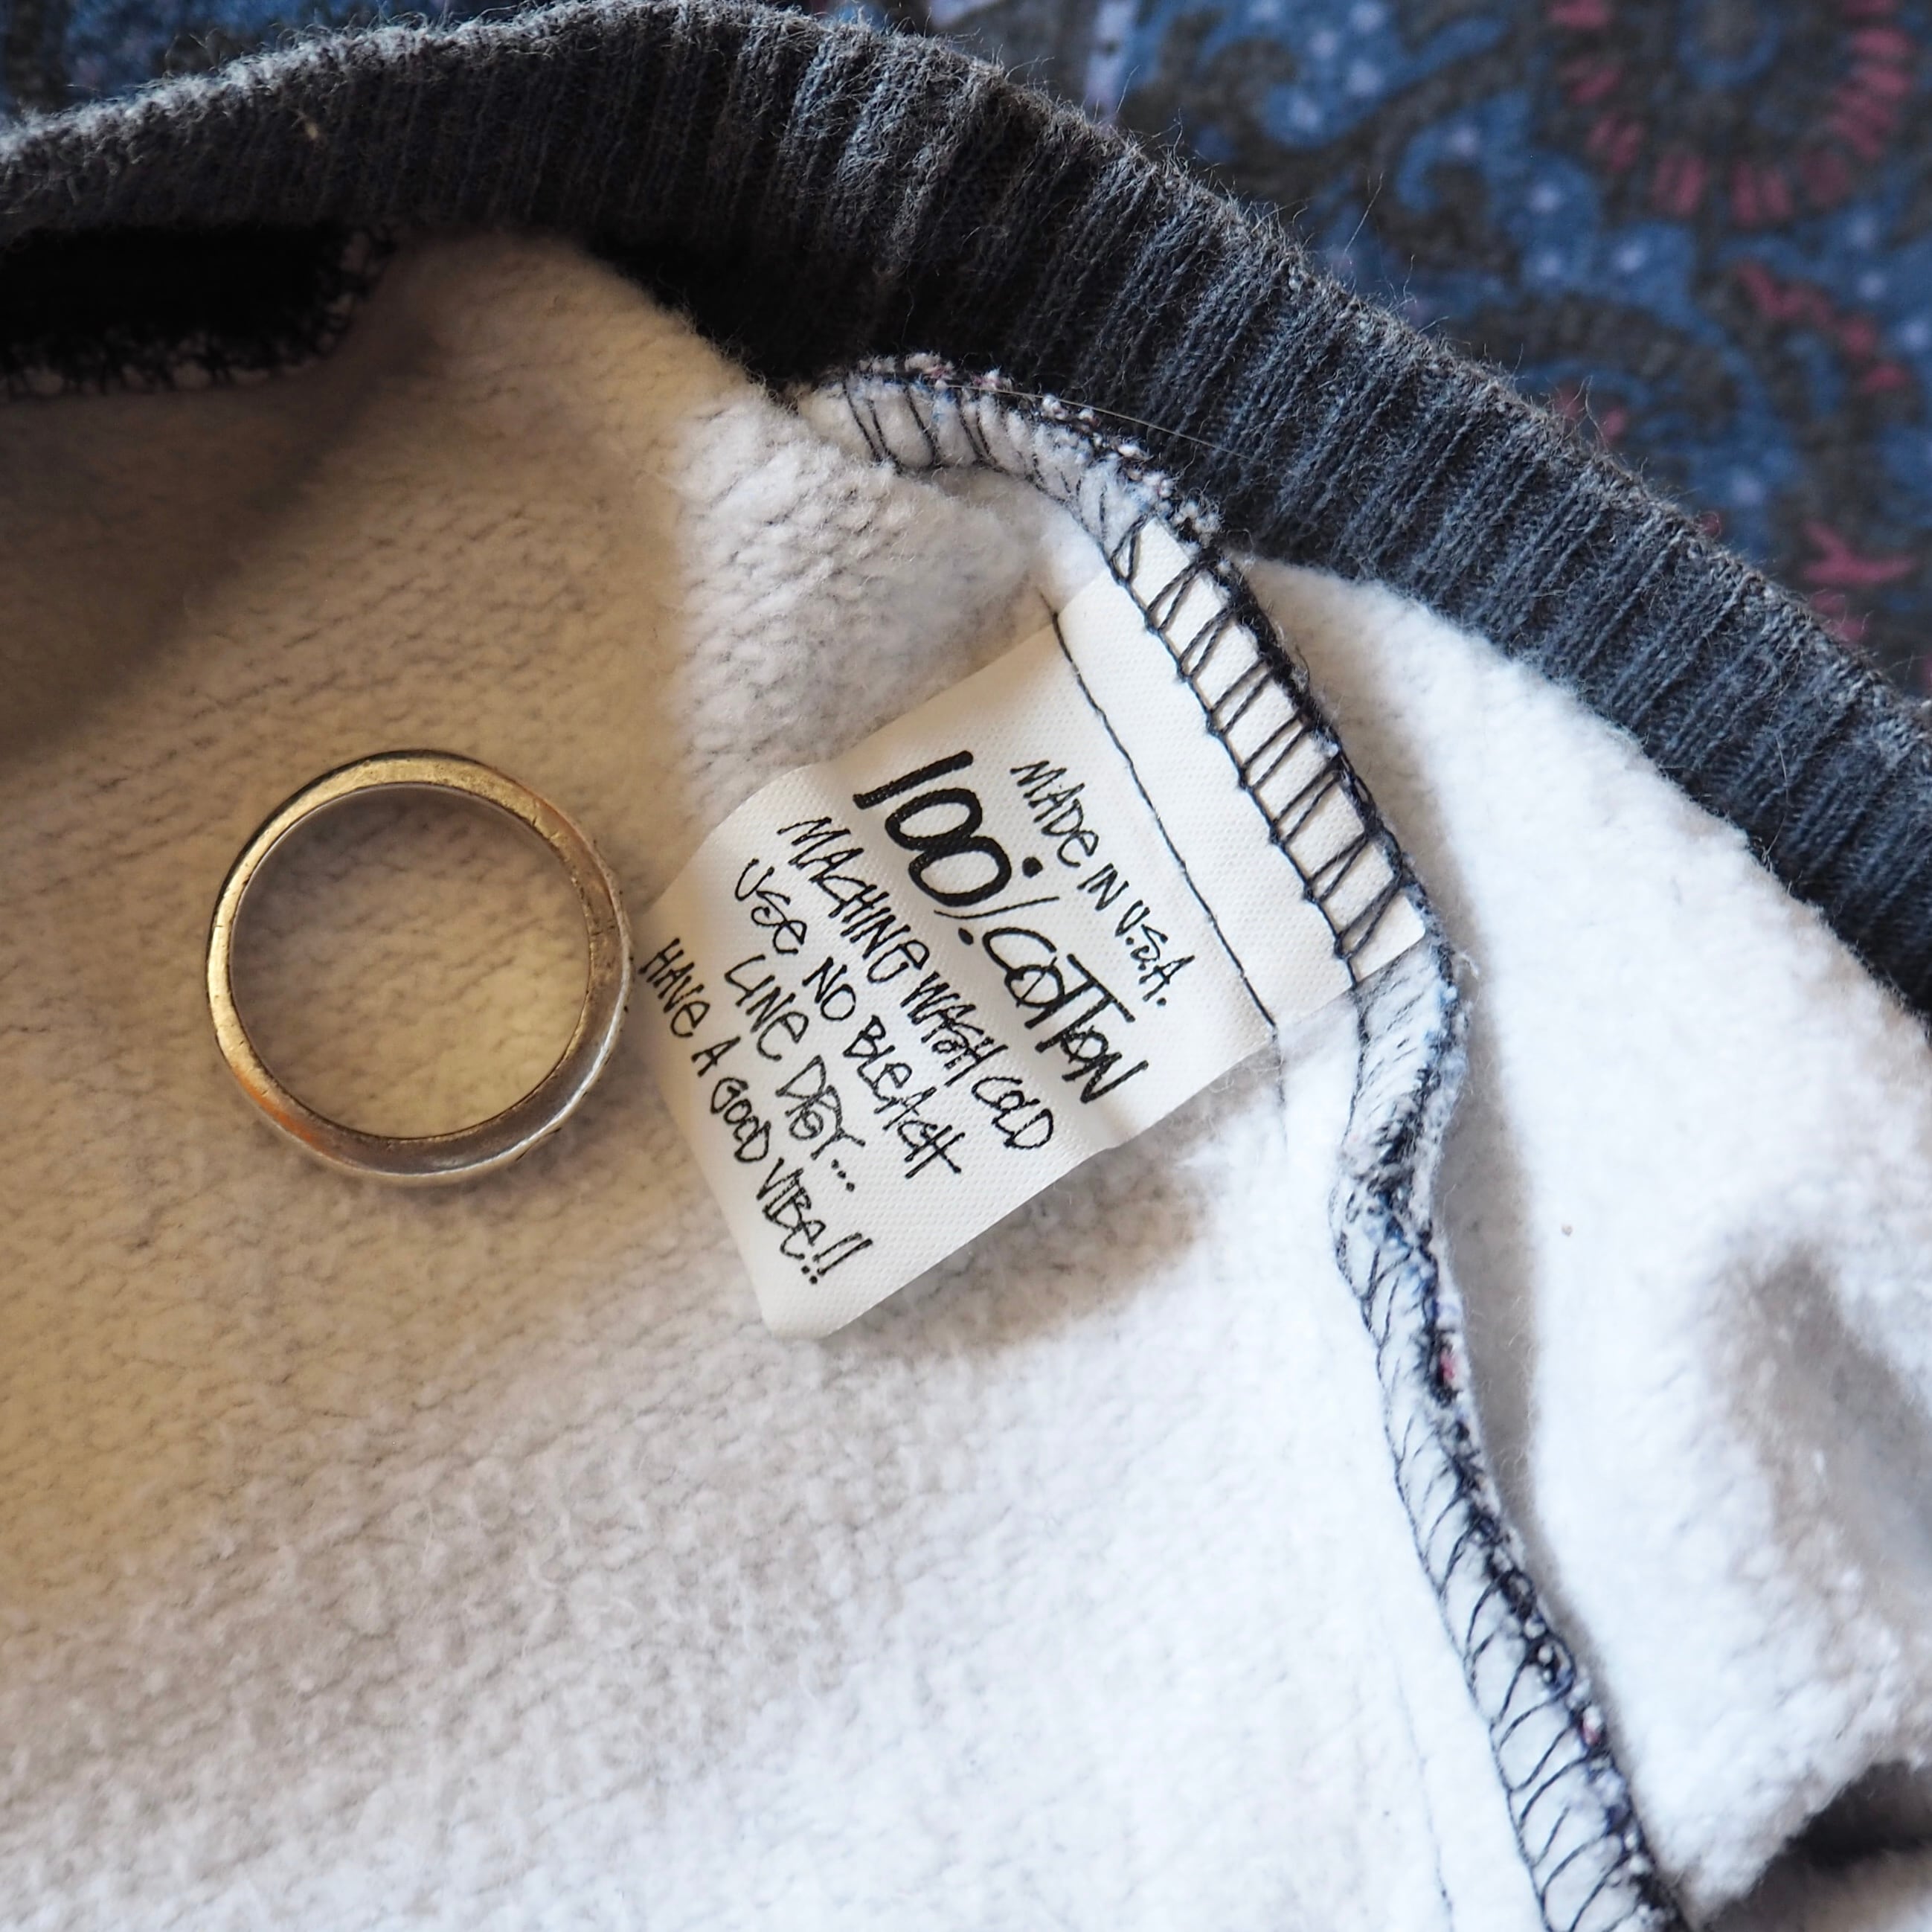 MADE IN U.S.A.
100% COTTON
MACHINE WASH COLD
USE NO BLEACH
LINE DRY...
HAVE A GOOD VIBE!!